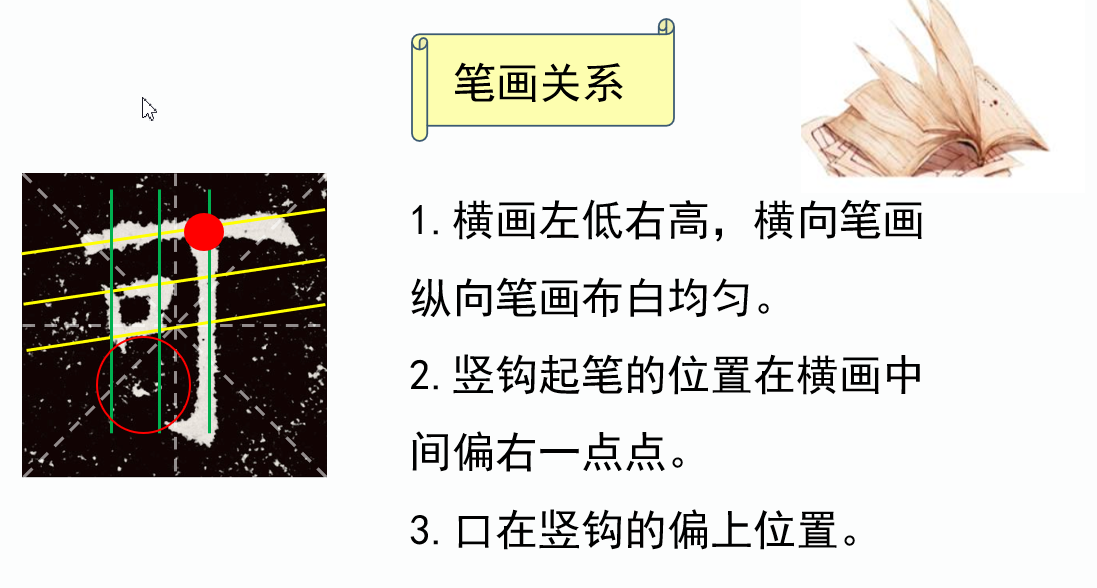 笔画关系
可
1.横画左低右高，横向笔画
纵向笔画布白均匀。
2.竖钩起笔的位置在横画中
间偏右一点点。
3.口在竖钩的偏上位置。